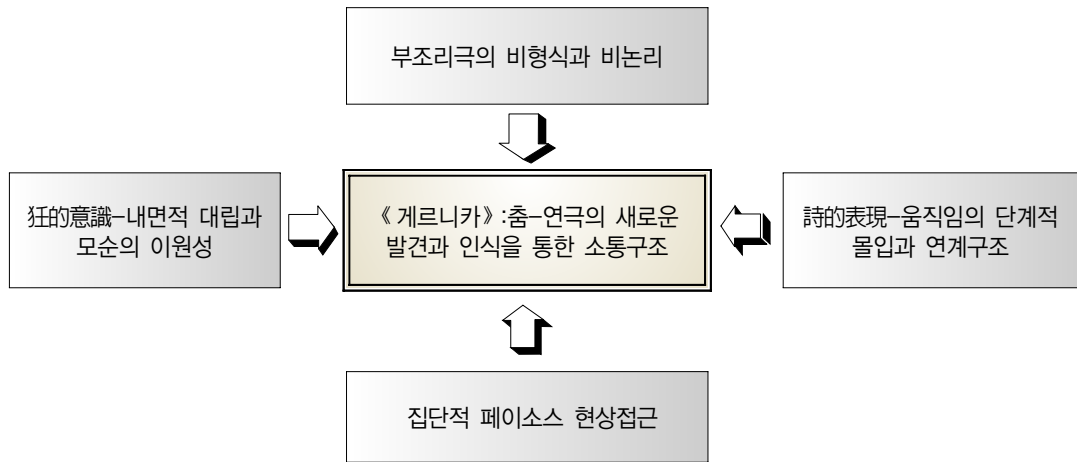 부조리극의 비형식과 비논리
狂的意識-내면적 대립과
모순의 이원성
《 게르니카》:춤-연극의 새로운
발견과 인식을 통한 소통구조
詩的表現-움직임의 단계적
몰입과 연계구조
집단적 페이소스 현상접근